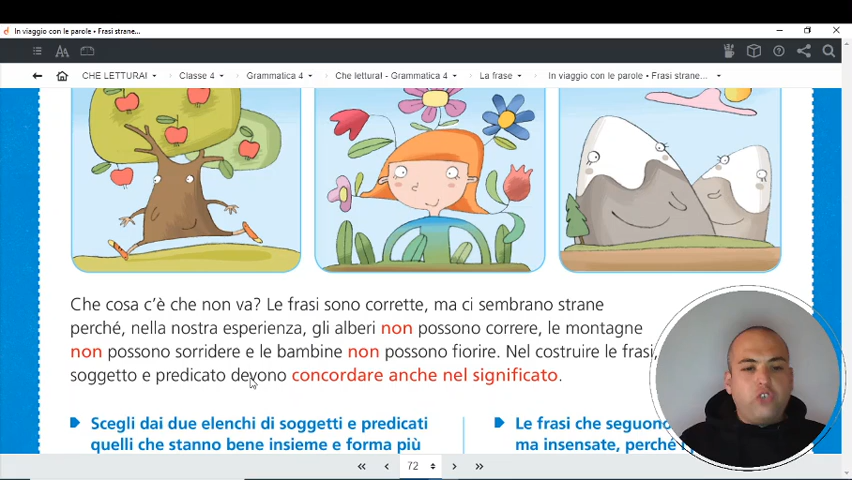 In viaggio con le parole • Frasi strane...
CHE LETTURA! Classe 4 Grammatica 4 Che lettura! - Grammatica 4 La frase In viaggio con le parole • Frasi strane...
Che cosa c'è che non va? Le frasi sono corrette, ma ci sembrano strane
perché, nella nostra esperienza, gli alberi non possono correre, le montagne
non possono sorridere e le bambine non possono fiorire. Nel costruire le frasi,
soggetto e predicato devono concordare anche nel significato.
Scegli dai due elenchi di soggetti e predicati
quelli che stanno bene insieme e forma più
Le frasi che seguono
ma insensate, perché
72